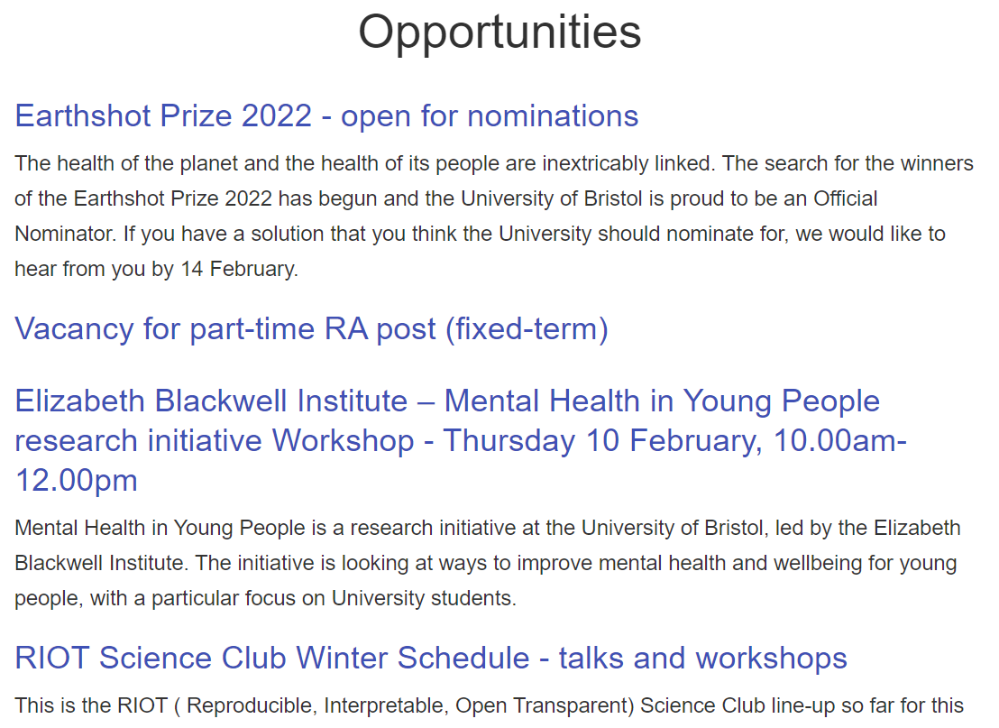 Opportunities
Earthshot Prize 2022 - open for nominations
The health of the planet and the health of its people are inextricably linked. The search for the winners
of the Earthshot Prize 2022 has begun and the University of Bristol is proud to be an Official
Nominator. If you have a solution that you think the University should nominate for, we would like to
hear from you by 14 February.
Vacancy for part-time RA post (fixed-term)
Elizabeth Blackwell Institute – Mental Health in Young People
research initiative Workshop - Thursday 10 February, 10.00am-
12.00pm
Mental Health in Young People is a research initiative at the University of Bristol, led by the Elizabeth
Blackwell Institute. The initiative is looking at ways to improve mental health and wellbeing for young
people, with a particular focus on University students.
RIOT Science Club Winter Schedule - talks and workshops
This is the RIOT ( Reproducible, Interpretable, Open Transparent) Science Club line-up so far for this